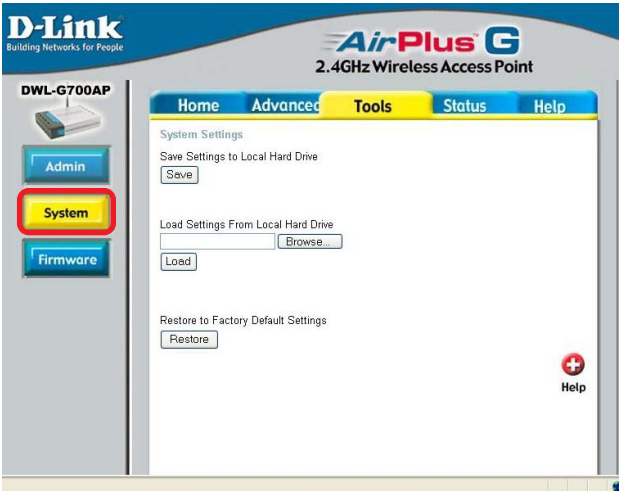 D-Link
Building Networks for People
AirPlus G
2.4GHz Wireless Access Point
DWL-G700AP
Home Advanced Tools Status Help
System Settings
Save Settings to Local Hard Drive
Save
Admin
System
Load Settings From Local Hard Drive
Browse...
Load
Firmware
Restore to Factory Default Settings
Restore
Help